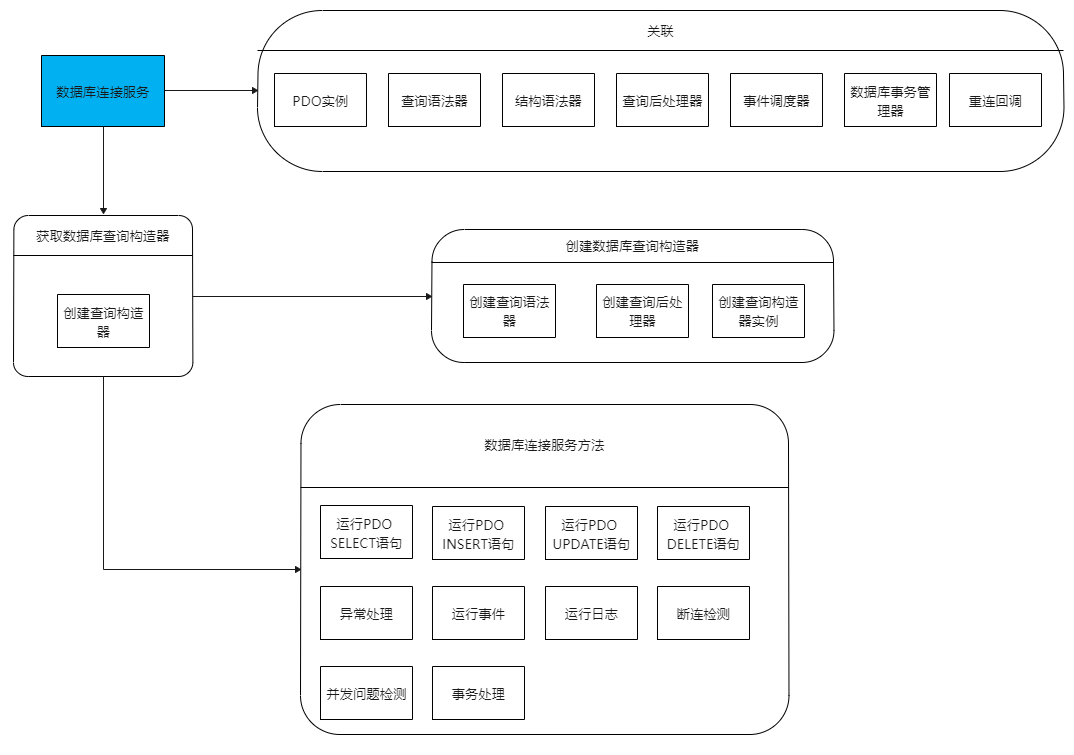 关联
数据库连接服务
PDO实例
查询语法器
结构语法器
查询后处理器
事件调度器
数据库事务管
理器
重连回调
获取数据库查询构造器
创建查询构造
器
创建数据库查询构造器
创建查询语法
器
创建查询后处
理器
创建查询构造
器实例
数据库连接服务方法
运行PDO
SELECT语句
运行PDO
INSERT语句
运行PDO
UPDATE语句
运行PDO
DELETE语句
异常处理
运行事件
运行日志
断连检测
并发问题检测
事务处理